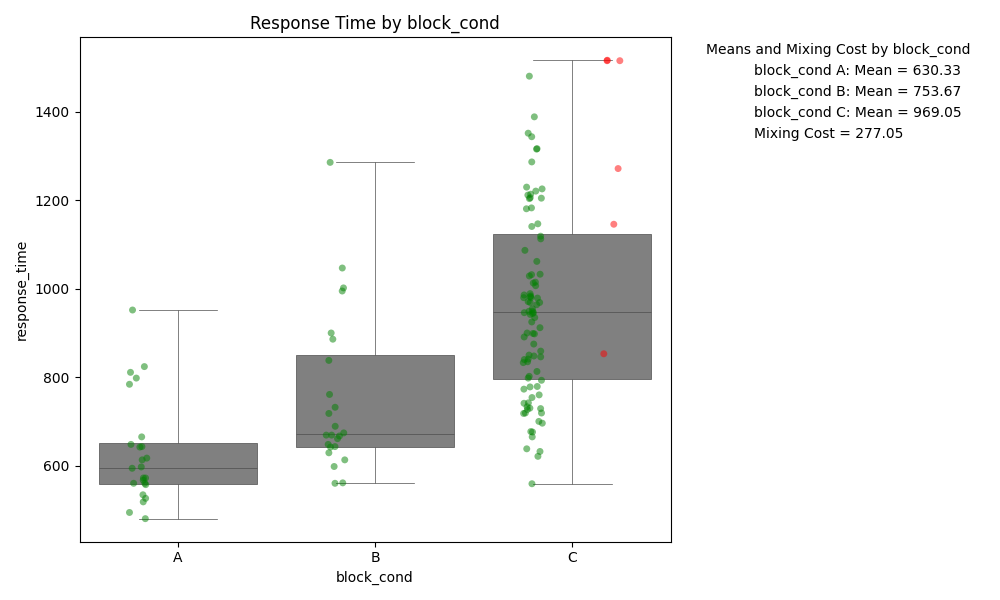 Response Time by block_cond
Means and Mixing Cost by block_cond
block_cond A: Mean = 630.33
block_cond B: Mean = 753.67
block_cond C: Mean = 969.05
Mixing Cost = 277.05
response_time
1400
1200
1000
800
600
A B C
block_cond